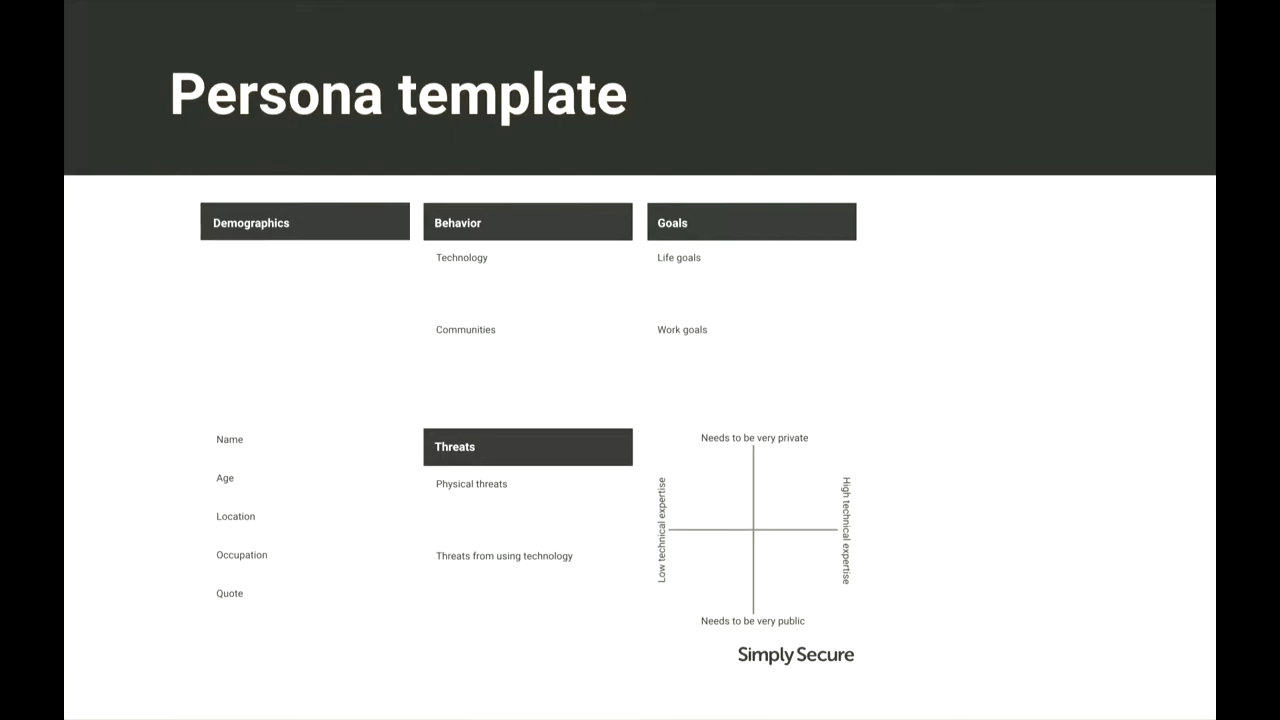 Persona template
Demographics
Name
Age
Location
Occupation
Quote
Behavior
Technology
Communities
Threats
Physical threats
Threats from using technology
Goals
Life goals
Work goals
Needs to be very private
Low technical expertise
High technical expertise
Needs to be very public
Simply Secure